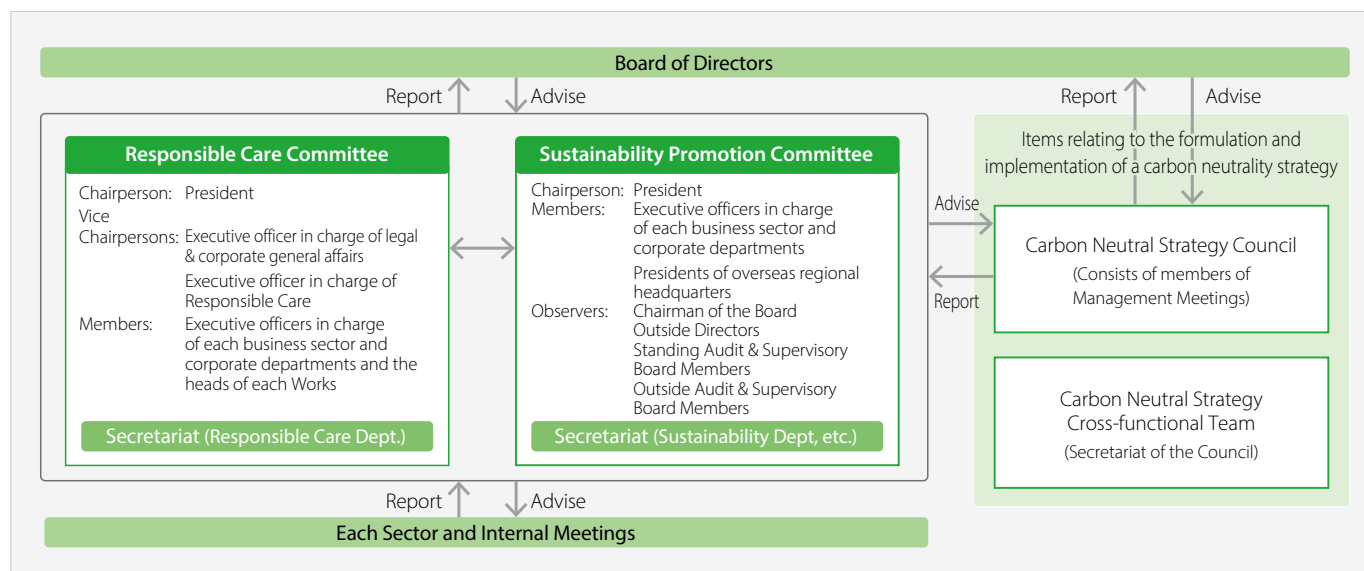 Board of Directors
Report
Advise
Report
Advise
Responsible Care Committee
Chairperson: President
Vice
Chairpersons: Executive officer in charge of legal
& corporate general affairs
Executive officer in charge of
Responsible Care
Members: Executive officers in charge
of each business sector and
corporate departments and the
heads of each Works
Secretariat (Responsible Care Dept.)
Sustainability Promotion Committee
Chairperson: President
Members: Executive officers in charge
of each business sector and
corporate departments
Presidents of overseas regional
headquarters
Observers: Chairman of the Board
Outside Directors
Standing Audit & Supervisory
Board Members
Outside Audit & Supervisory
Board Members
Secretariat (Sustainability Dept, etc.)
Advise
Report
Items relating to the formulation and
implementation of a carbon neutrality strategy
Carbon Neutral Strategy Council
(Consists of members of
Management Meetings)
Carbon Neutral Strategy
Cross-functional Team
(Secretariat of the Council)
Report
Advise
Each Sector and Internal Meetings